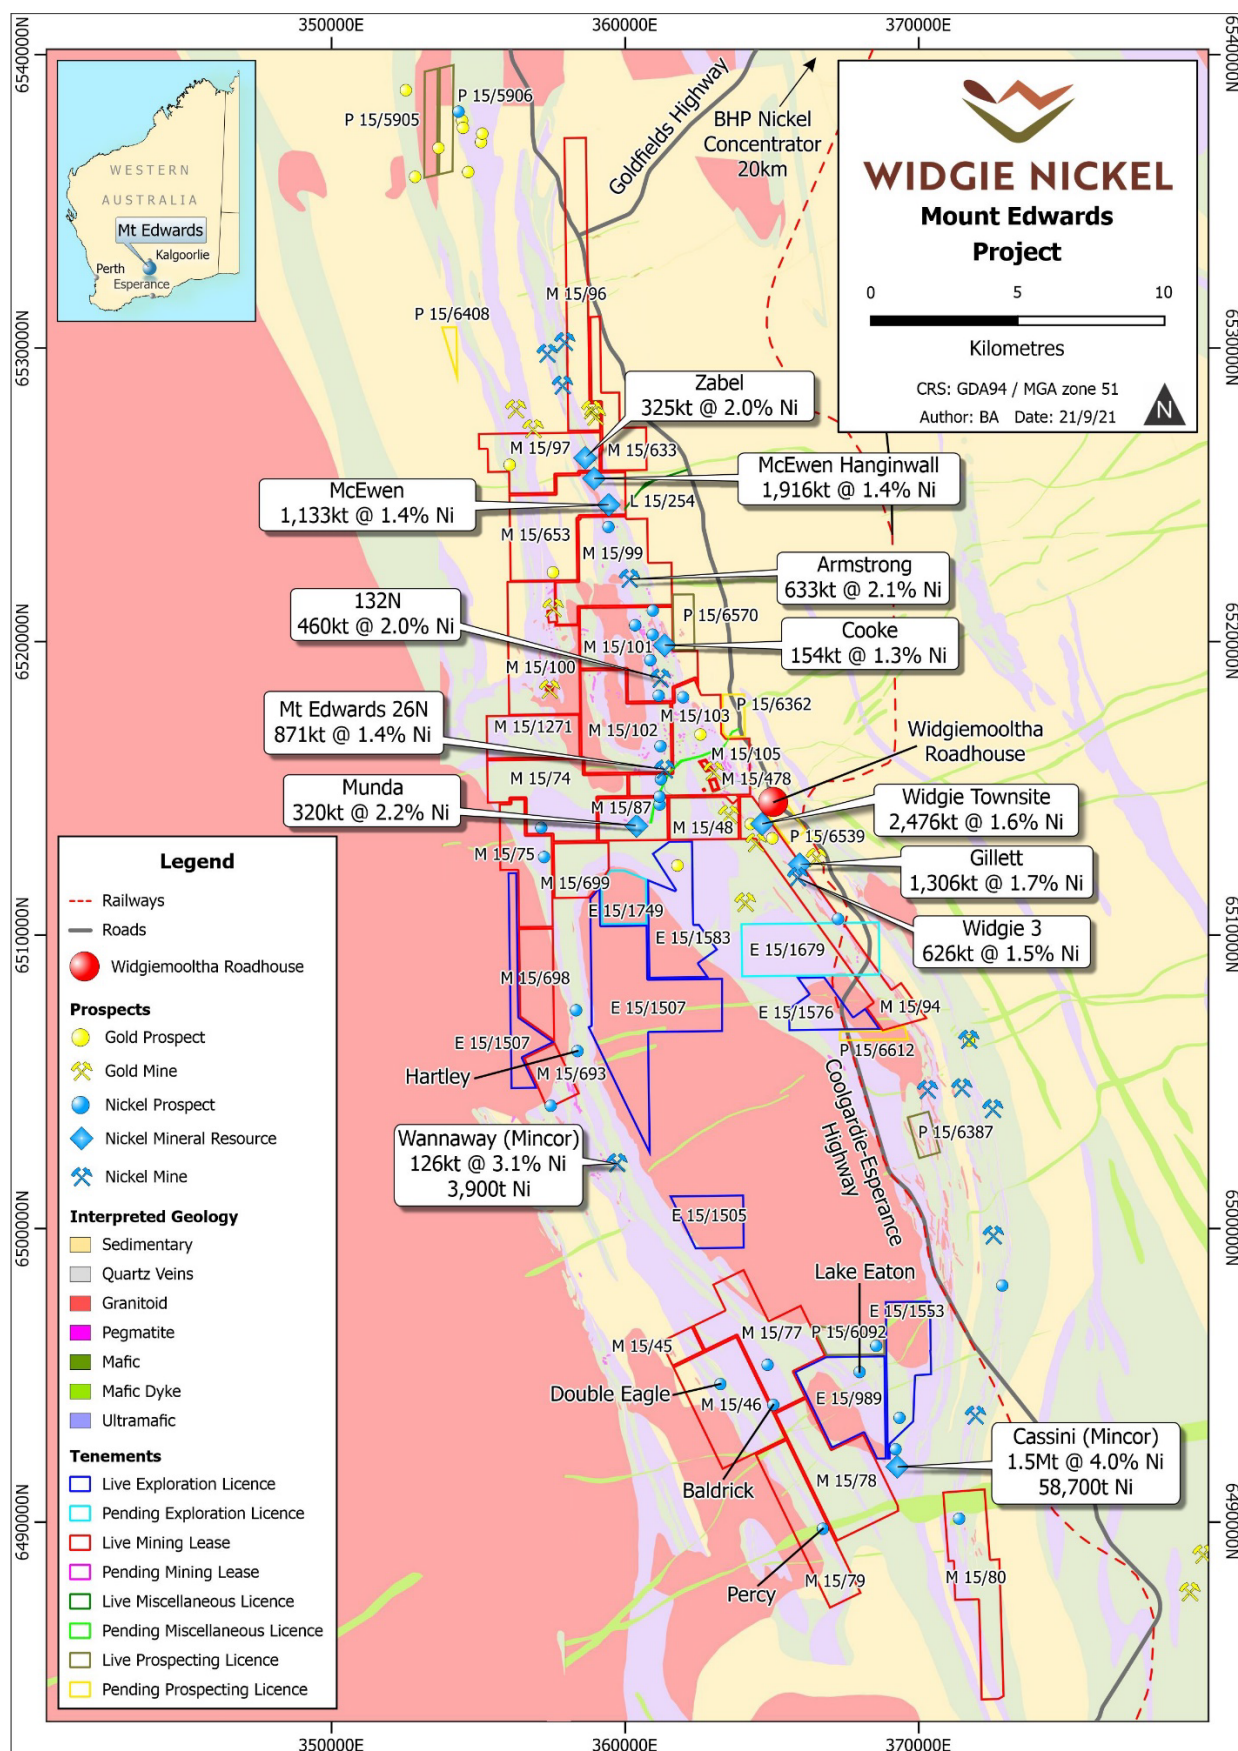 350000E
360000E
370000E
6540000N
6530000N
6520000N
6510000N
6500000N
6490000N
6540000N
6530000N
6520000N
6510000N
6500000N
6490000N
WESTERN
AUSTRALIA
Mt Edwards
Kalgoorlie
Perth
Esperance
WIDGIE NICKEL
Mount Edwards
Project
0
5
10
Kilometres
CRS: GDA94 / MGA zone 51
Author: BA Date: 21/9/21
N
Goldfields Highway
BHP Nickel
Concentrator
20km
P 15/5906
P 15/5905
M 15/96
P 15/6408
Zabel
325kt @ 2.0% Ni
M 15/97
M 15/633
McEwen Hanginwall
1,916kt @ 1.4% Ni
McEwen
1,133kt @ 1.4% Ni
L 15/254
M 15/653
M 15/99
Armstrong
633kt @ 2.1% Ni
132N
460kt @ 2.0% Ni
P 15/6570
Cooke
154kt @ 1.3% Ni
M 15/101
M 15/100
Mt Edwards 26N
871kt @ 1.4% Ni
P 15/6362
M 15/103
M 15/1271
M 15/102
Widgiemooltha
Roadhouse
M 15/105
M 15/74
M 15/478
Munda
320kt @ 2.2% Ni
M 15/87
M 15/48
Widgie Townsite
2,476kt @ 1.6% Ni
P 15/6539
M 15/75
Gillett
1,306kt @ 1.7% Ni
M 15/699
E 15/1749
Widgie 3
626kt @ 1.5% Ni
E 15/1583
E 15/1679
M 15/698
E 15/1507
E 15/1576
M 15/94
E 15/1507
P 15/6612
Hartley
M 15/693
Coolgardie-Esperance
Highway
P 15/6387
Wannaway (Mincor)
126kt @ 3.1% Ni
3,900t Ni
E 15/1505
Lake Eaton
E 15/1553
M 15/45
M 15/77
P 15/6092
Double Eagle
M 15/46
E 15/989
Cassini (Mincor)
1.5Mt @ 4.0% Ni
58,700t Ni
Baldrick
M 15/78
Percy
M 15/79
M 15/80
Legend
Railways
Roads
Widgiemooltha Roadhouse
Prospects
Gold Prospect
Gold Mine
Nickel Prospect
Nickel Mineral Resource
Nickel Mine
Interpreted Geology
Sedimentary
Quartz Veins
Granitoid
Pegmatite
Mafic
Mafic Dyke
Ultramafic
Tenements
Live Exploration Licence
Pending Exploration Licence
Live Mining Lease
Pending Mining Lease
Live Miscellaneous Licence
Pending Miscellaneous Licence
Live Prospecting Licence
Pending Prospecting Licence
350000E
360000E
370000E